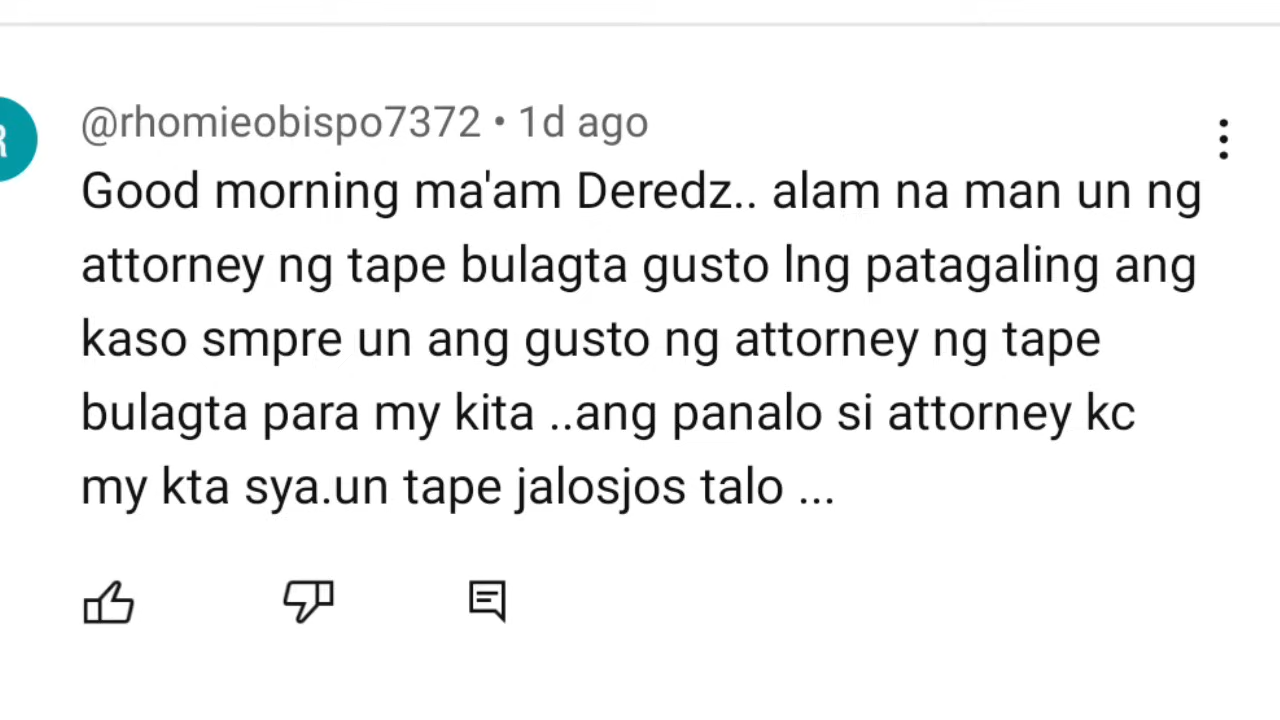 R
@rhomieobispo7372 • 1d ago
Good morning ma'am Deredz.. alam na man un ng
attorney ng tape bulagta gusto lng patagaling ang
kaso smpre un ang gusto ng attorney ng tape
bulagta para my kita ..ang panalo si attorney kc
my kta sya.un tape jalosjos talo ...